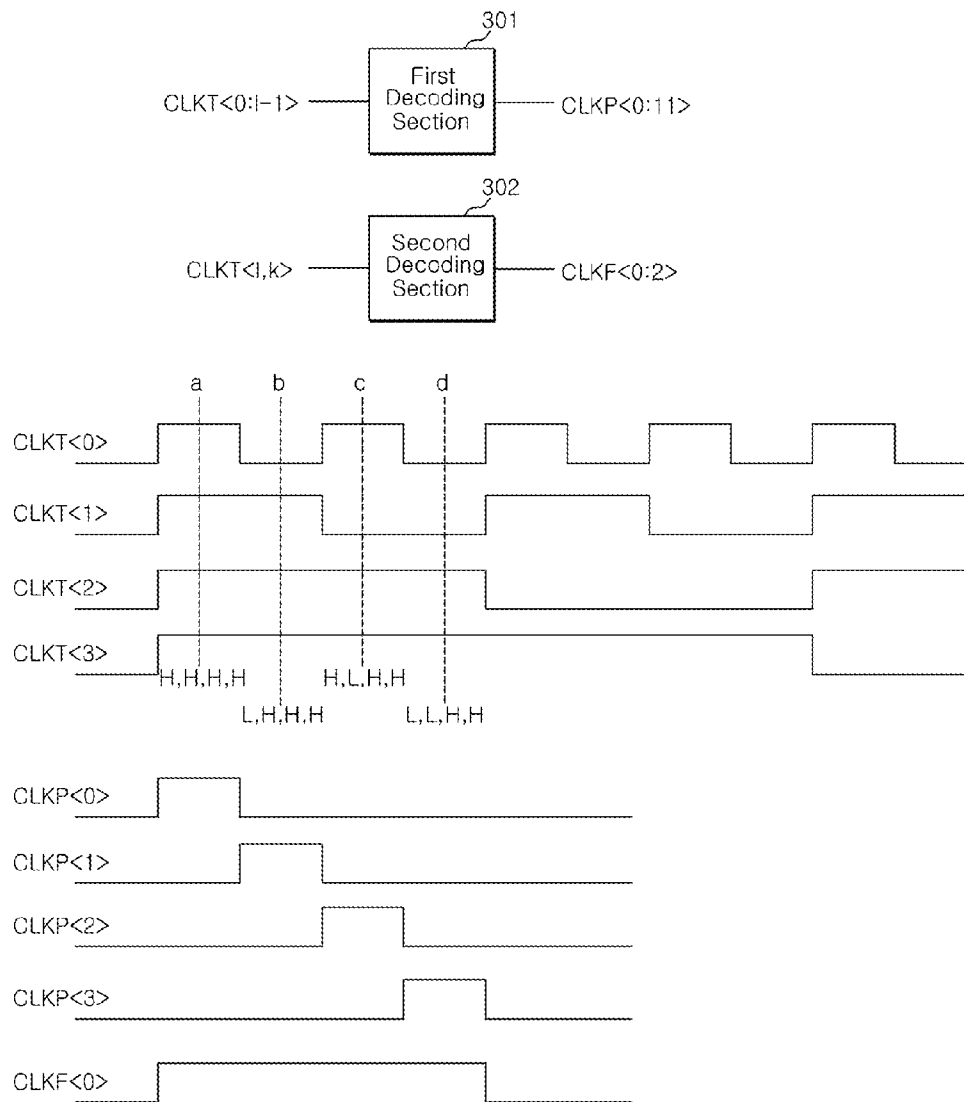 301
First
Decoding
Section
CLKT<0:l-1>
CLKP<0:11>
302
Second
Decoding
Section
CLKT<l,k>
CLKF<0:2>
a b c d
CLKT<0>
CLKT<1>
CLKT<2>
CLKT<3>
H,H,H,H H,L,H,H
L,H,H,H L,L,H,H
CLKP<0>
CLKP<1>
CLKP<2>
CLKP<3>
CLKF<0>